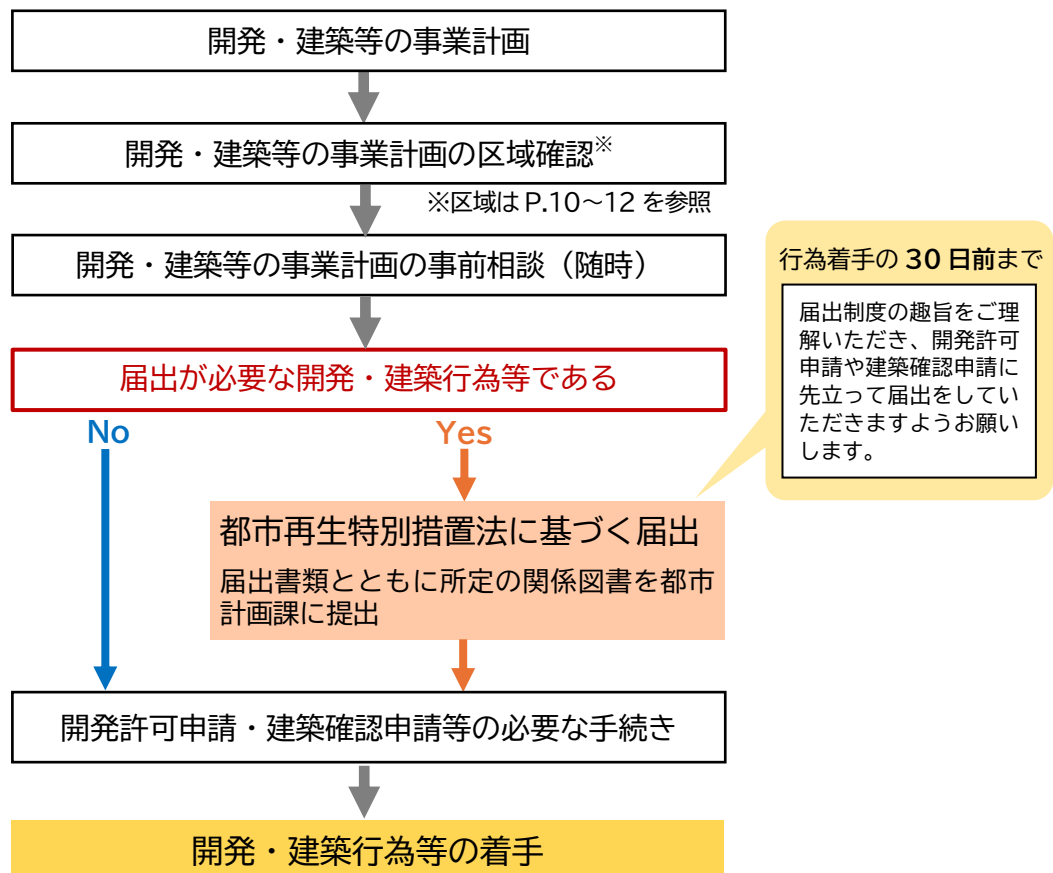 開発・建築等の事業計画
開発・建築等の事業計画の区域確認※
※区域は P.10～12 を参照
開発・建築等の事業計画の事前相談（随時）
届出が必要な開発・建築行為等である
No
Yes
行為着手の 30 日前まで
届出制度の趣旨をご理
解いただき、開発許可
申請や建築確認申請に
先立って届出をしてい
ただきますようお願い
します。
都市再生特別措置法に基づく届出
届出書類とともに所定の関係図書を都市
計画課に提出
開発許可申請・建築確認申請等の必要な手続き
開発・建築行為等の着手